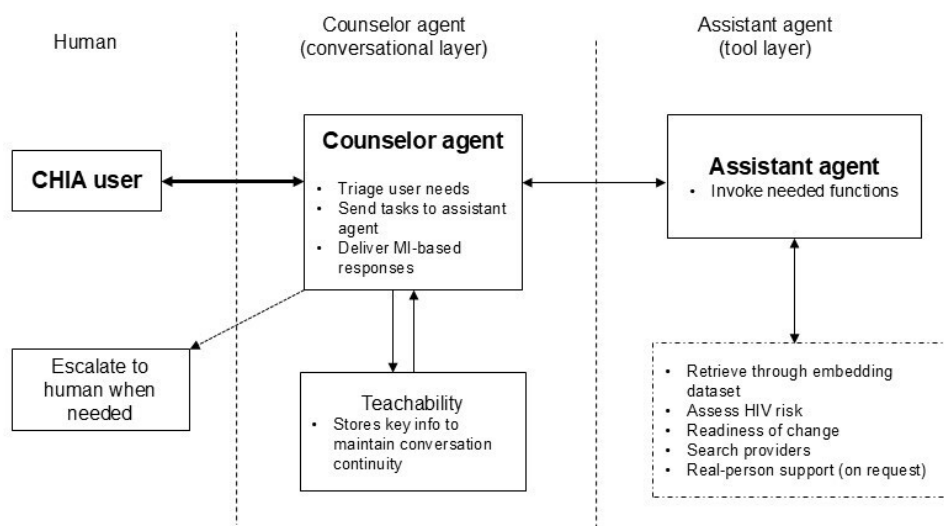 Human
Counselor agent
(conversational layer)
Assistant agent
(tool layer)
CHIA user
Counselor agent
• Triage user needs
• Send tasks to assistant
agent
• Deliver MI-based
responses
Assistant agent
• Invoke needed functions
Escalate to
human when
needed
Teachability
• Stores key info to
maintain conversation
continuity
• Retrieve through embedding
dataset
• Assess HIV risk
• Readiness of change
• Search providers
• Real-person support (on request)